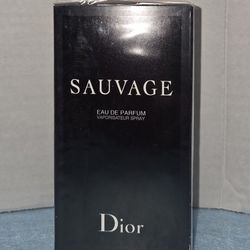 SAUVAGE
EAU DE PARFUM
VAPORISATEUR SPRAY
Dior